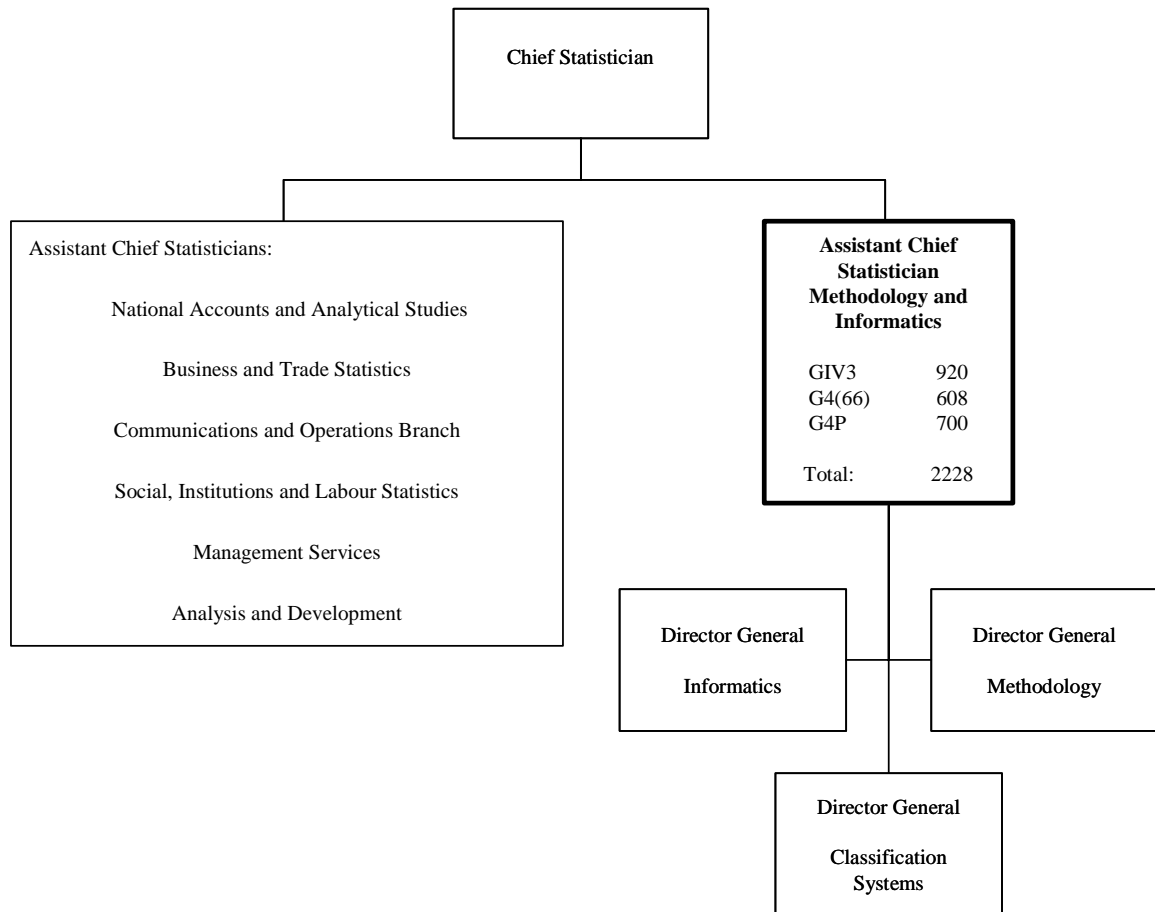 Chief Statistician
Assistant Chief Statisticians:
National Accounts and Analytical Studies
Business and Trade Statistics
Communications and Operations Branch
Social, Institutions and Labour Statistics
Management Services
Analysis and Development
Assistant Chief
Statistician
Methodology and
Informatics
GIV3 920
G4(66) 608
G4P 700
Total: 2228
Director General
Informatics
Director General
Methodology
Director General
Classification
Systems